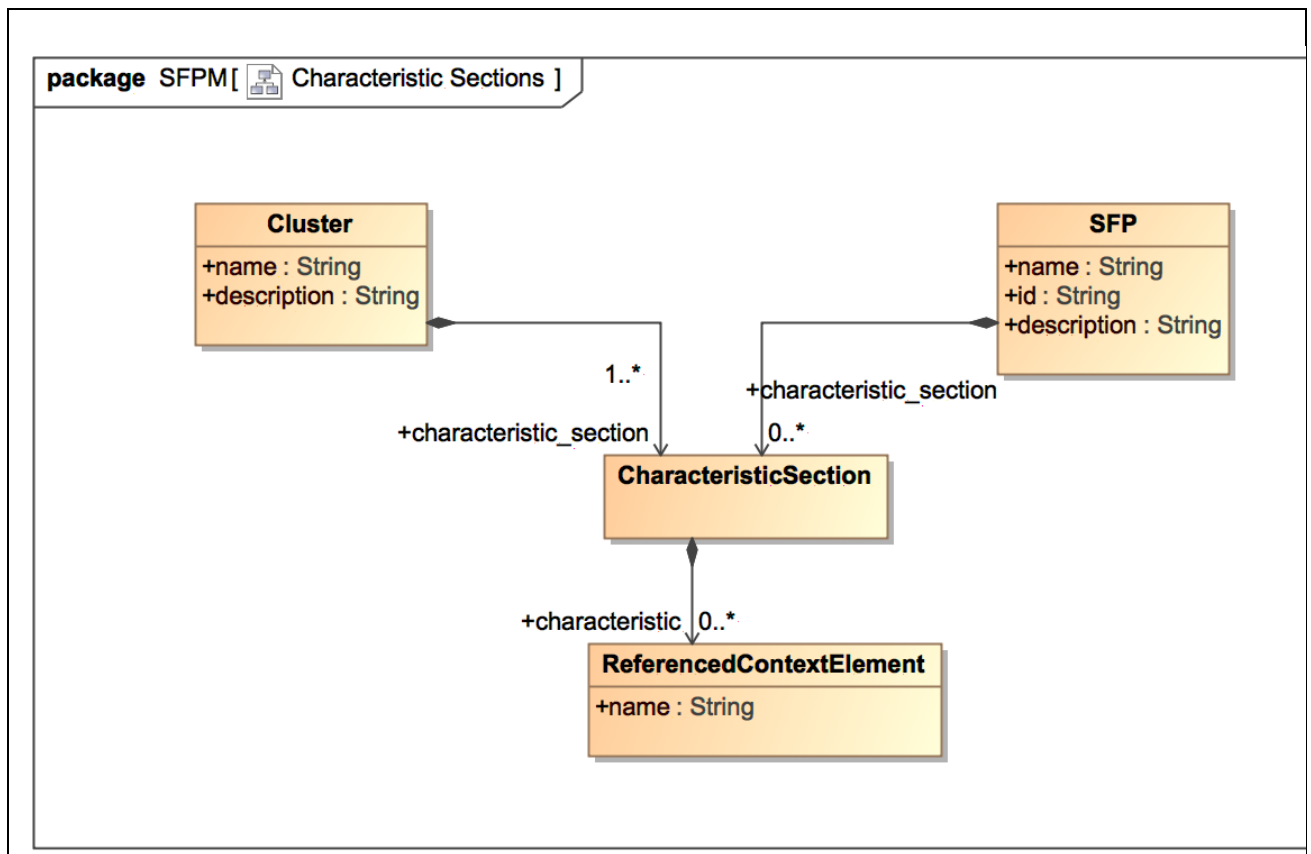 package SFPM[ Characteristic Sections ]
Cluster
+name : String
+description : String
SFP
+name : String
+id : String
+description : String
1..*
+characteristic_section
+characteristic_section
0..*
CharacteristicSection
+characteristic 0..*
ReferencedContextElement
+name : String